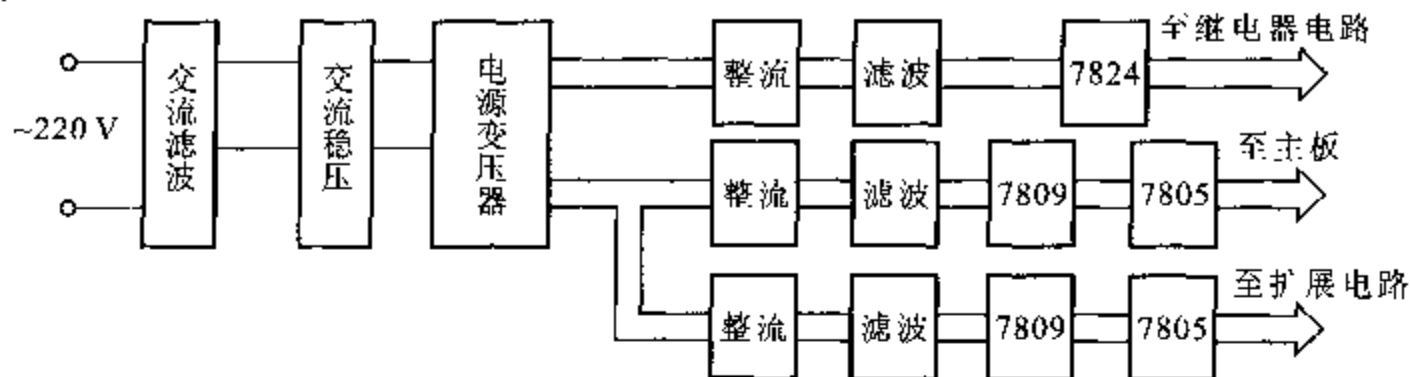 ~220 V
交流滤波
交流稳压
电源变压器
整流
滤波
7824
至继电器电路
整流
滤波
7809
7805
至主板
整流
滤波
7809
7805
至扩展电路